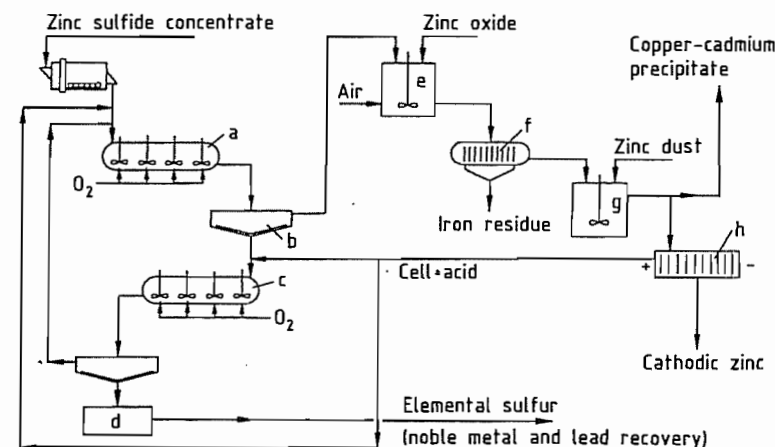 Zinc sulfide concentrate
Zinc oxide
Copper-cadmium
precipitate
e
Air
a
f
Zinc dust
O₂
g
b
Iron residue
h
+
-
c
Cell•acid
O₂
Cathodic zinc
d
Elemental sulfur
(noble metal and lead recovery)